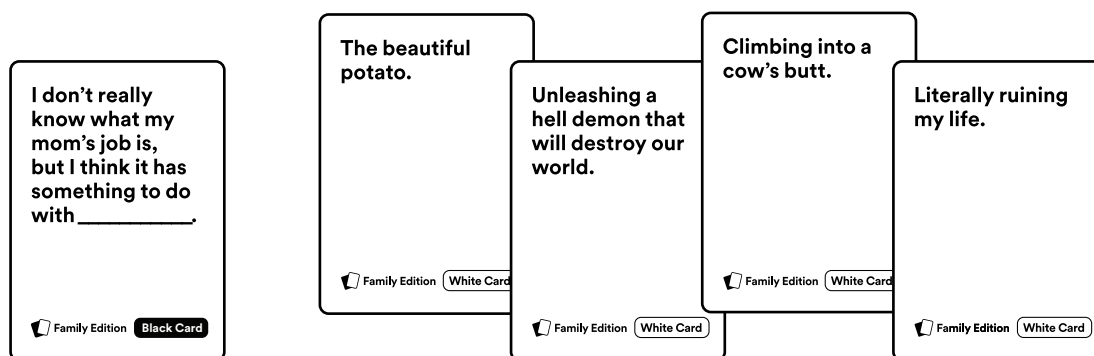 I don’t really
know what my
mom’s job is,
but I think it has
something to do
with ___________.
Family Edition Black Card
The beautiful
potato.
Family Edition White Card
Unleashing a
hell demon that
will destroy our
world.
Family Edition White Card
Climbing into a
cow’s butt.
Family Edition White Card
Literally ruining
my life.
Family Edition White Card